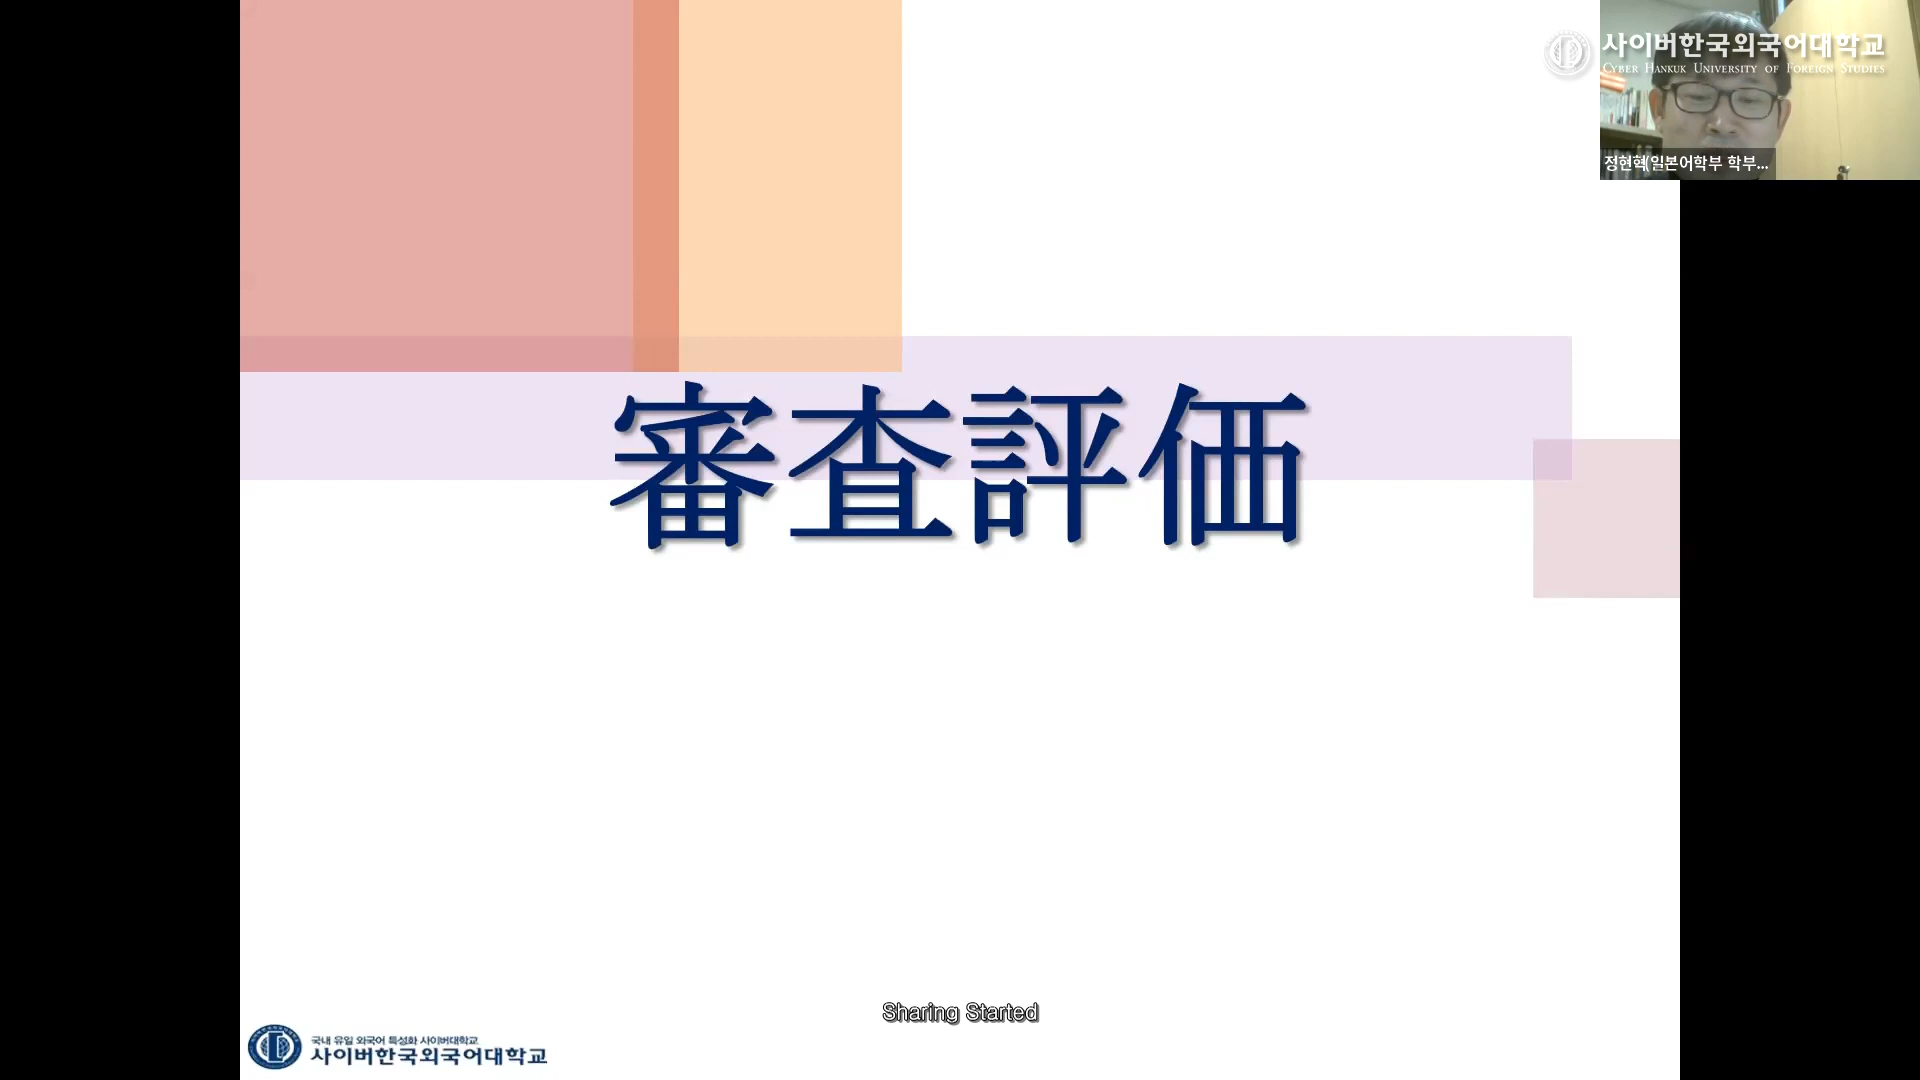 사이버한국외국어대학교
CYBER HANKUK UNIVERSITY OF FOREIGN STUDIES
정현혁(일본어학부 학부...
審査評価
Sharing Started
국내 유일 외국어 특성화 사이버대학교
사이버한국외국어대학교